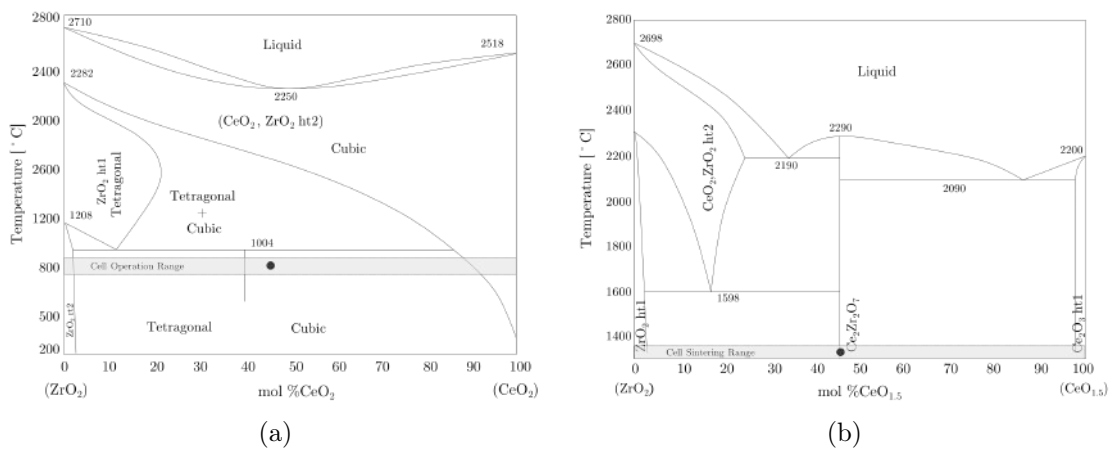 2800
2710
2400
2282
2000
2600
1200
1208
800
500
200
Temperature [ °C]
Liquid
2518
2250
(CeO₂, ZrO₂ ht2)
Cubic
ZrO₂ ht1
Tetragonal
Tetragonal
+
Cubic
1004
Cell Operation Range
ZrO₂ ht2
Tetragonal
Cubic
0 10 20 30 40 50 60 70 80 90 100
(ZrO₂) mol %CeO₂ (CeO₂)
(a)
2800
2698
2600
2400
2200
2000
1800
1600
1400
Temperature [ °C]
Liquid
2290
2200
2190
2090
CeO₂,ZrO₂ ht2
1598
ZrO₂ ht1
Ce₂Zr₂O₇
Ce₂O₃ ht1
Cell Sintering Range
0 10 20 30 40 50 60 70 80 90 100
(ZrO₂) mol %CeO₁.₅ (CeO₁.₅)
(b)